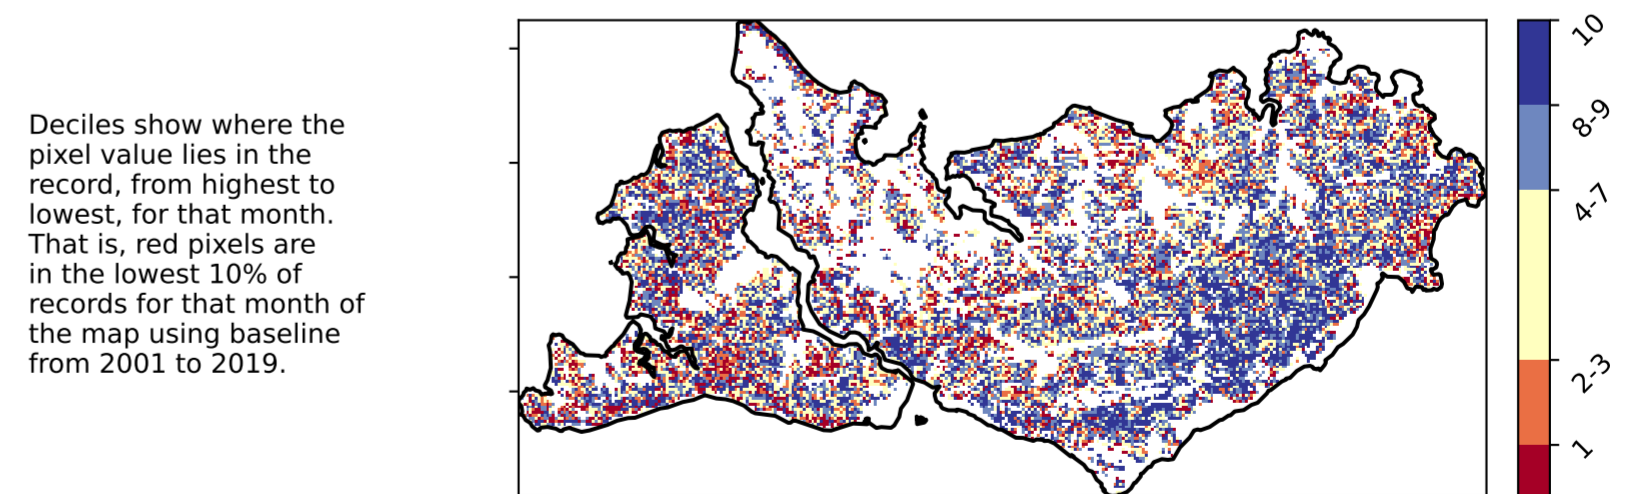 Deciles show where the
pixel value lies in the
record, from highest to
lowest, for that month.
That is, red pixels are
in the lowest 10% of
records for that month of
the map using baseline
from 2001 to 2019.
10
8-9
4-7
2-3
1